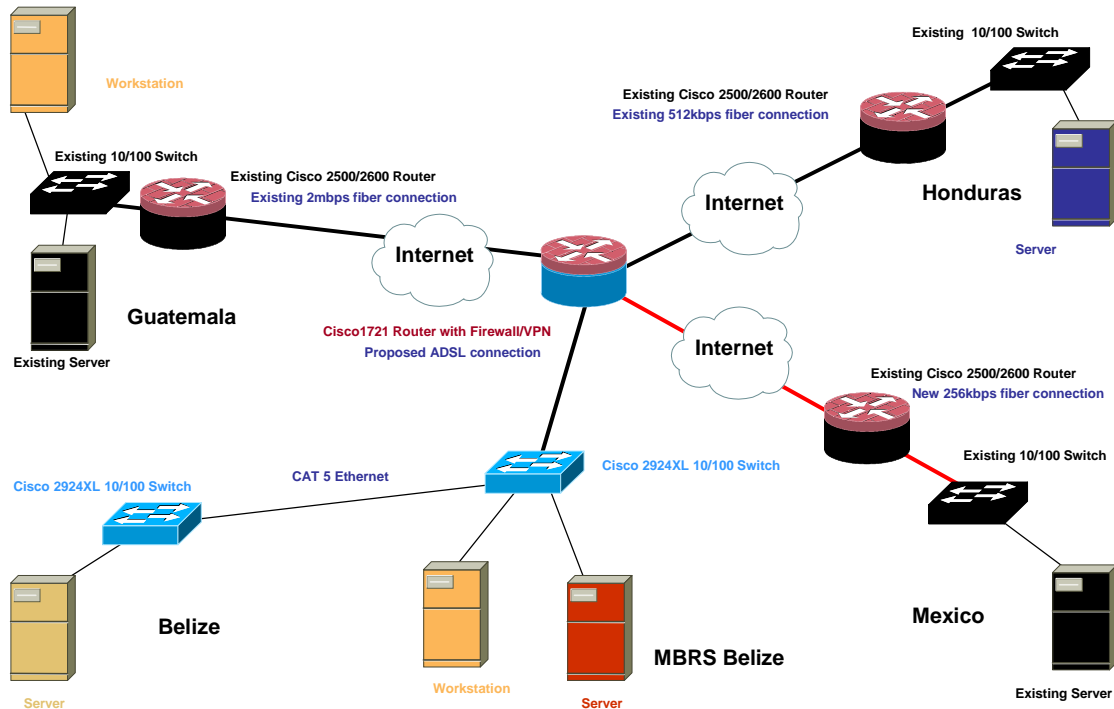 Existing 10/100 Switch
Workstation
Existing Cisco 2500/2600 Router
Existing 512kbps fiber connection
Existing 10/100 Switch
Existing Cisco 2500/2600 Router
Existing 2mbps fiber connection
Honduras
Internet
Server
Internet
Guatemala
Cisco1721 Router with Firewall/VPN
Proposed ADSL connection
Internet
Existing Server
Existing Cisco 2500/2600 Router
New 256kbps fiber connection
Existing 10/100 Switch
Cisco 2924XL 10/100 Switch
CAT 5 Ethernet
Cisco 2924XL 10/100 Switch
Belize
Mexico
MBRS Belize
Workstation
Existing Server
Server
Server